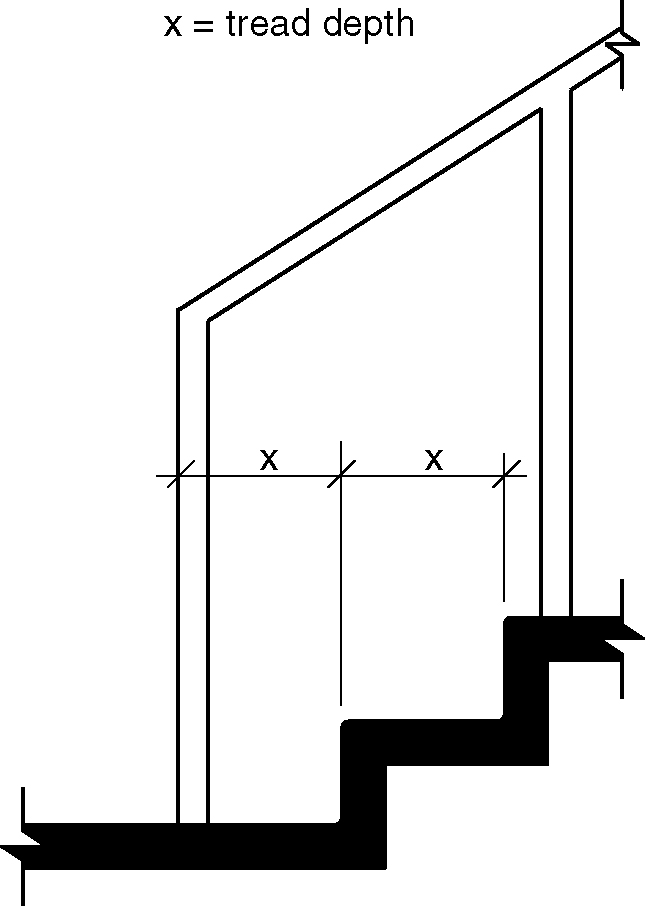 x = tread depth
x x